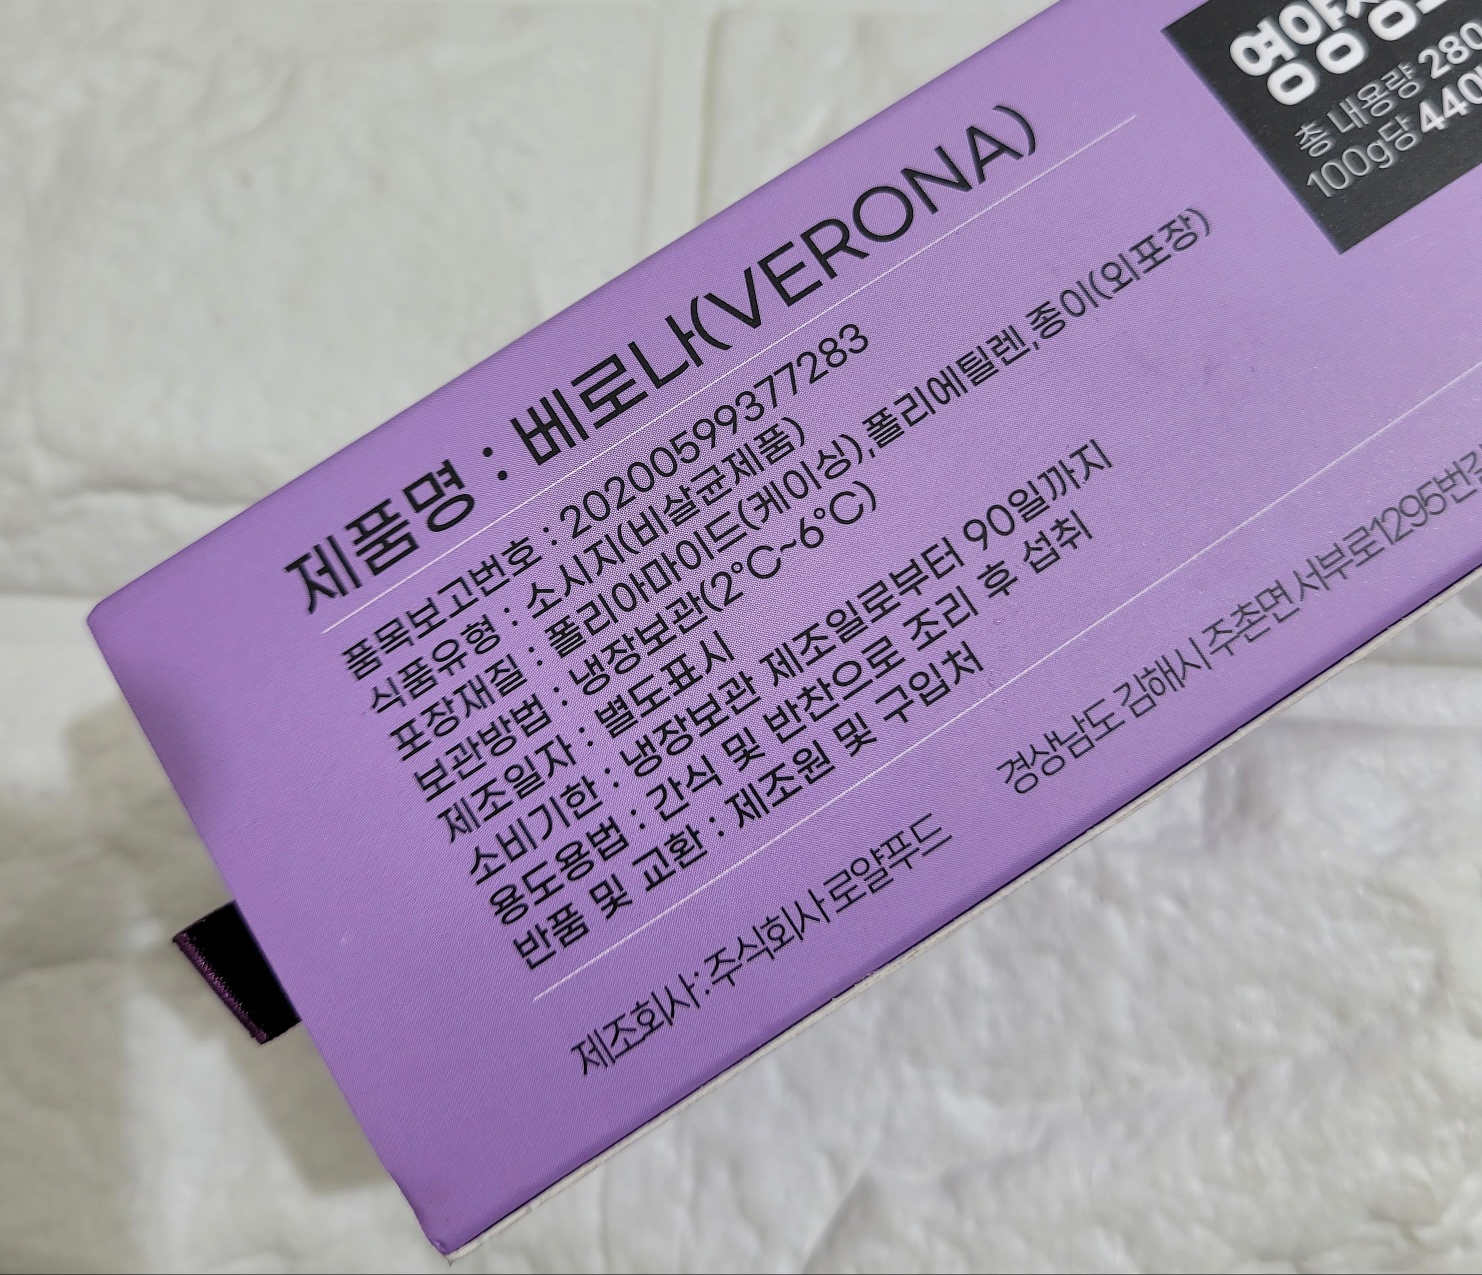 제품명 : 베로나(VERONA)
품목보고번호 : 2020059937​7283
식품유형 : 소시지(비살균제품)
포장재질 : 폴리아마이드(케이싱),폴리에틸렌,종이(외포장)
보관방법 : 냉장보관(2°C~6°C)
제조일자 : 별도표시
소비기한 : 냉장보관 제조일로부터 90일까지
용도용법 : 간식 및 반찬으로 조리 후 섭취
반품 및 교환 : 제조원 및 구입처
제조회사 : 주식회사 로얄푸드 경상남도 김해시 주촌면 서부로1295번길
총 내용량 280
100g당 440